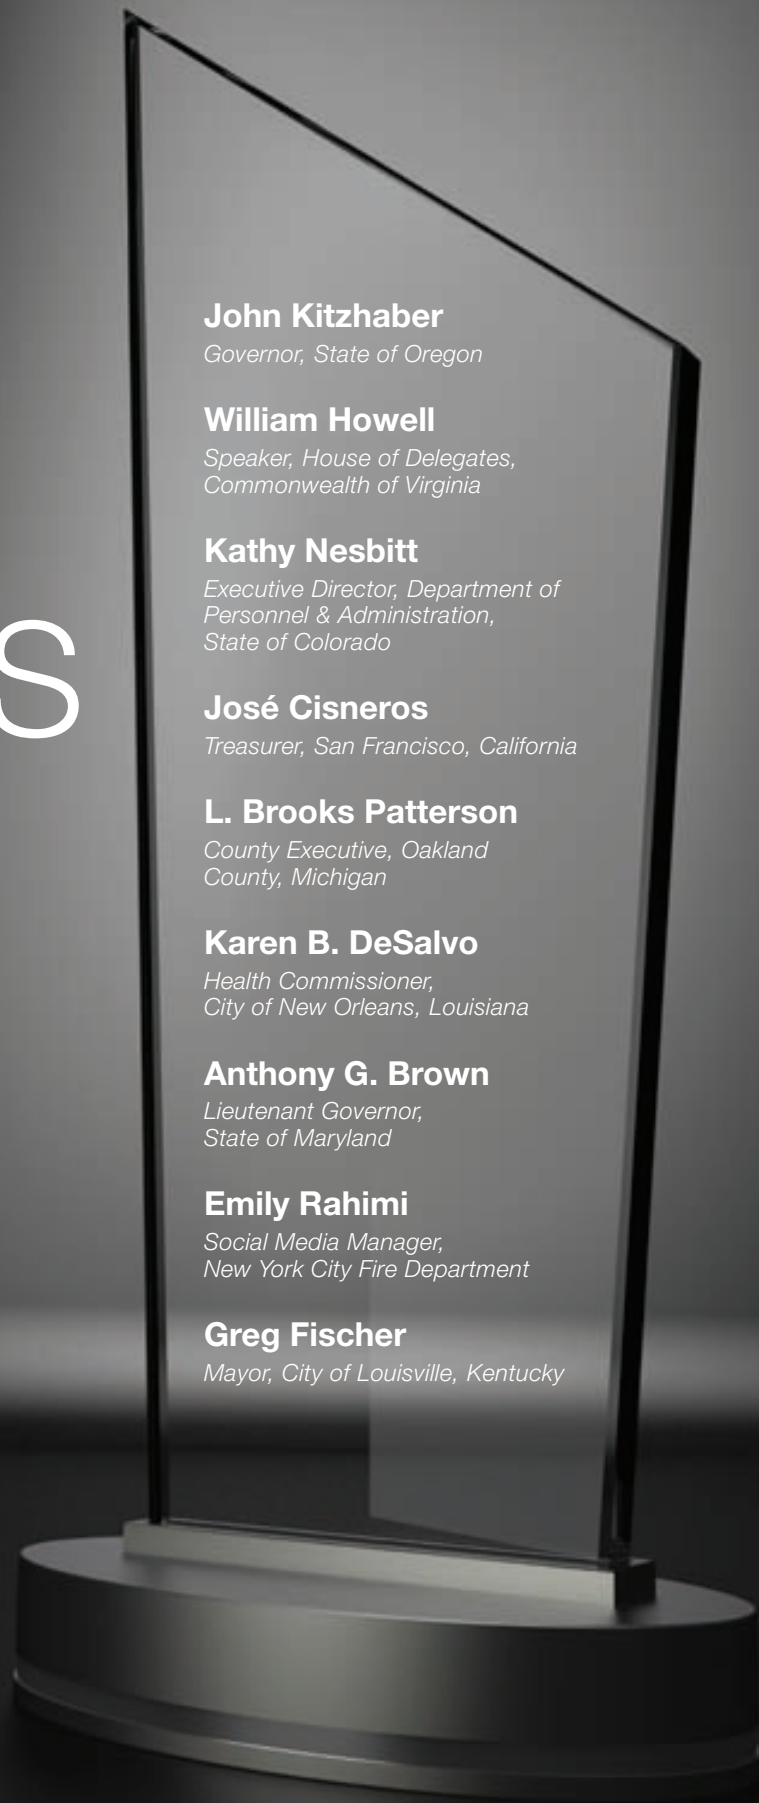 S
John Kitzhaber
Governor, State of Oregon
William Howell
Speaker, House of Delegates,
Commonwealth of Virginia
Kathy Nesbitt
Executive Director, Department of
Personnel & Administration,
State of Colorado
José Cisneros
Treasurer, San Francisco, California
L. Brooks Patterson
County Executive, Oakland
County, Michigan
Karen B. DeSalvo
Health Commissioner,
City of New Orleans, Louisiana
Anthony G. Brown
Lieutenant Governor,
State of Maryland
Emily Rahimi
Social Media Manager,
New York City Fire Department
Greg Fischer
Mayor, City of Louisville, Kentucky